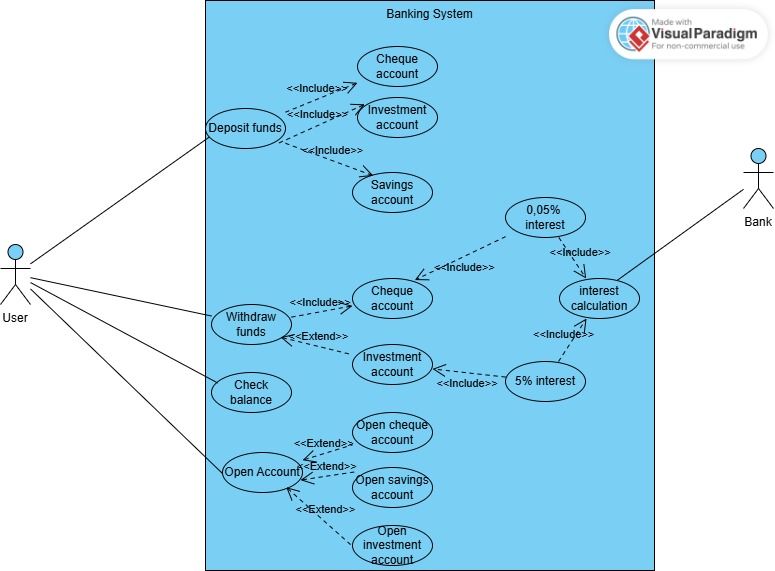 Banking System
Made with
VisualParadigm
For non-commercial use
Cheque
account
<<Include>>
Investment
account
<<Include>>
Deposit funds
<<Include>>
Savings
account
0,05%
interest
Bank
<<Include>>
<<Include>>
User
Cheque
account
interest
calculation
<<Include>>
Withdraw
funds
<<Extend>>
<<Include>>
Investment
account
<<Include>>
5% interest
Check
balance
Open cheque
account
<<Extend>>
<<Extend>>
Open Account
Open savings
account
<<Extend>>
Open
investment
account